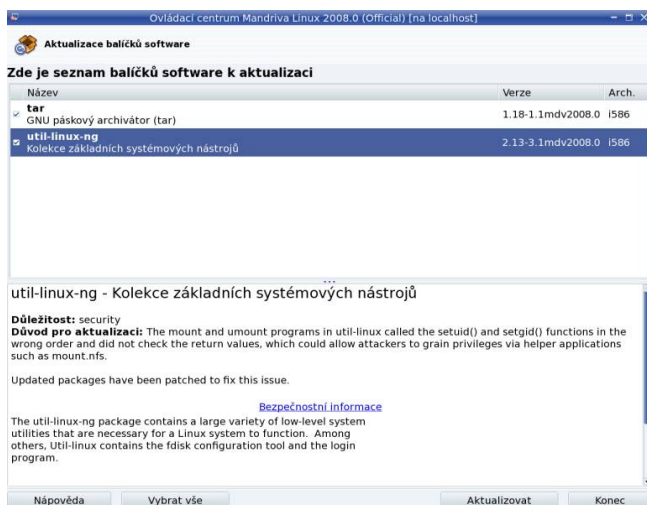 Ovládací centrum Mandriva Linux 2008.0 (Official) [na localhost]
Aktualizace balíčků software
Zde je seznam balíčků software k aktualizaci
Název Verze Arch.
tar
GNU páskový archivátor (tar) 1.18-1.1mdv2008.0 i586
util-linux-ng
Kolekce základních systémových nástrojů 2.13-3.1mdv2008.0 i586
util-linux-ng - Kolekce základních systémových nástrojů
Důležitost: security
Důvod pro aktualizaci: The mount and umount programs in util-linux called the setuid() and setgid() functions in the
wrong order and did not check the return values, which could allow attackers to grain privileges via helper applications
such as mount.nfs.
Updated packages have been patched to fix this issue.
Bezpečnostní informace
The util-linux-ng package contains a large variety of low-level system
utilities that are necessary for a Linux system to function. Among
others, Util-linux contains the fdisk configuration tool and the login
program.
Nápověda Vybrat vše Aktualizovat Konec